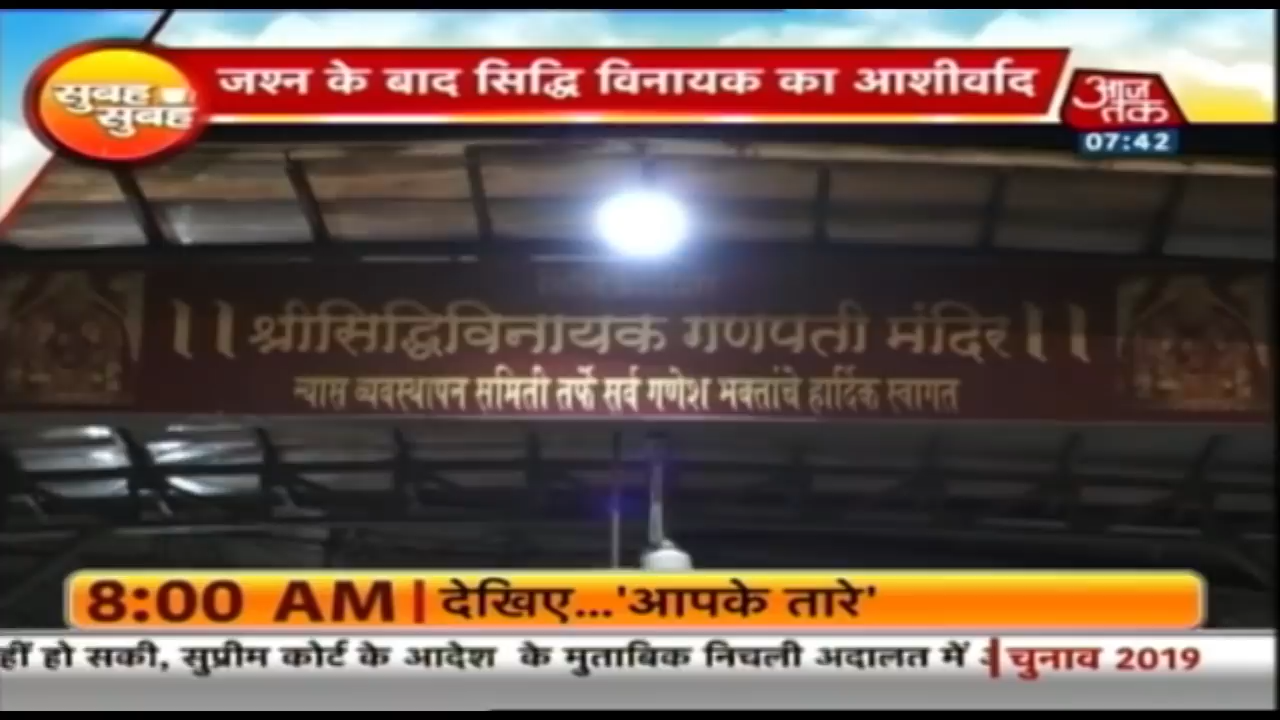 सुबह सुबह
जश्न के बाद सिद्धि विनायक का आशीर्वाद
आज तक
07:42
||श्रीसिद्धिविनायक गणपती मंदिर||
न्यास व्यवस्थापन समिती तर्फे सर्व गणेश भक्तांचे हार्दिक स्वागत
8:00 AM | देखिए...'आपके तारे'
हीं हो सकी, सुप्रीम कोर्ट के आदेश के मुताबिक निचली अदालत में
चुनाव 2019